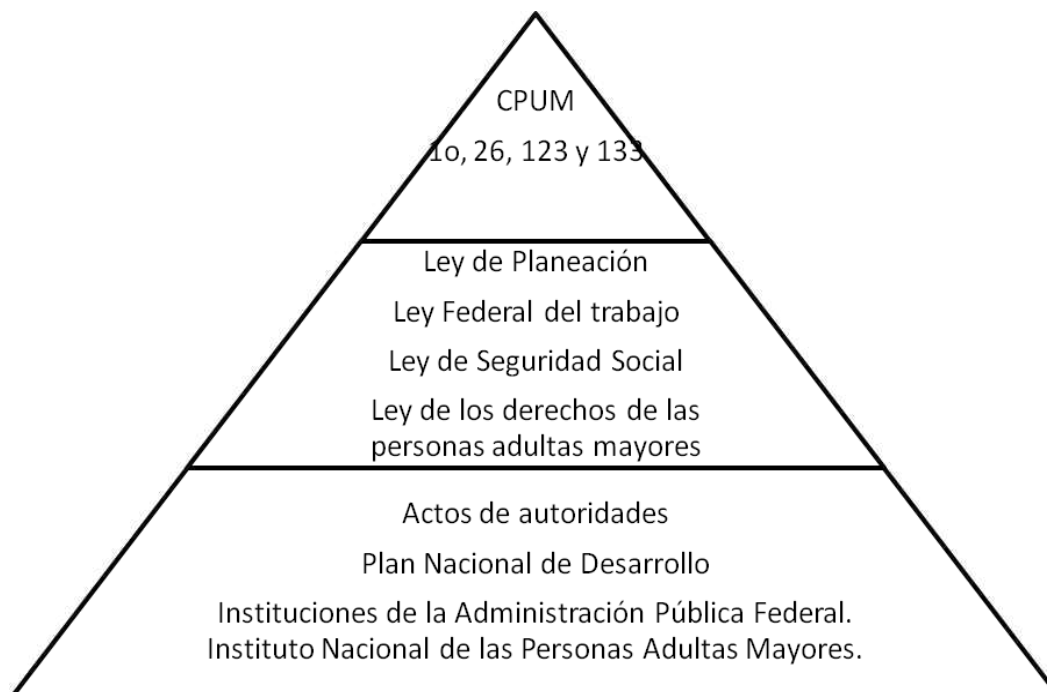 CPUM
1o, 26, 123 y 133
Ley de Planeación
Ley Federal del trabajo
Ley de Seguridad Social
Ley de los derechos de las
personas adultas mayores
Actos de autoridades
Plan Nacional de Desarrollo
Instituciones de la Administración Pública Federal.
Instituto Nacional de las Personas Adultas Mayores.